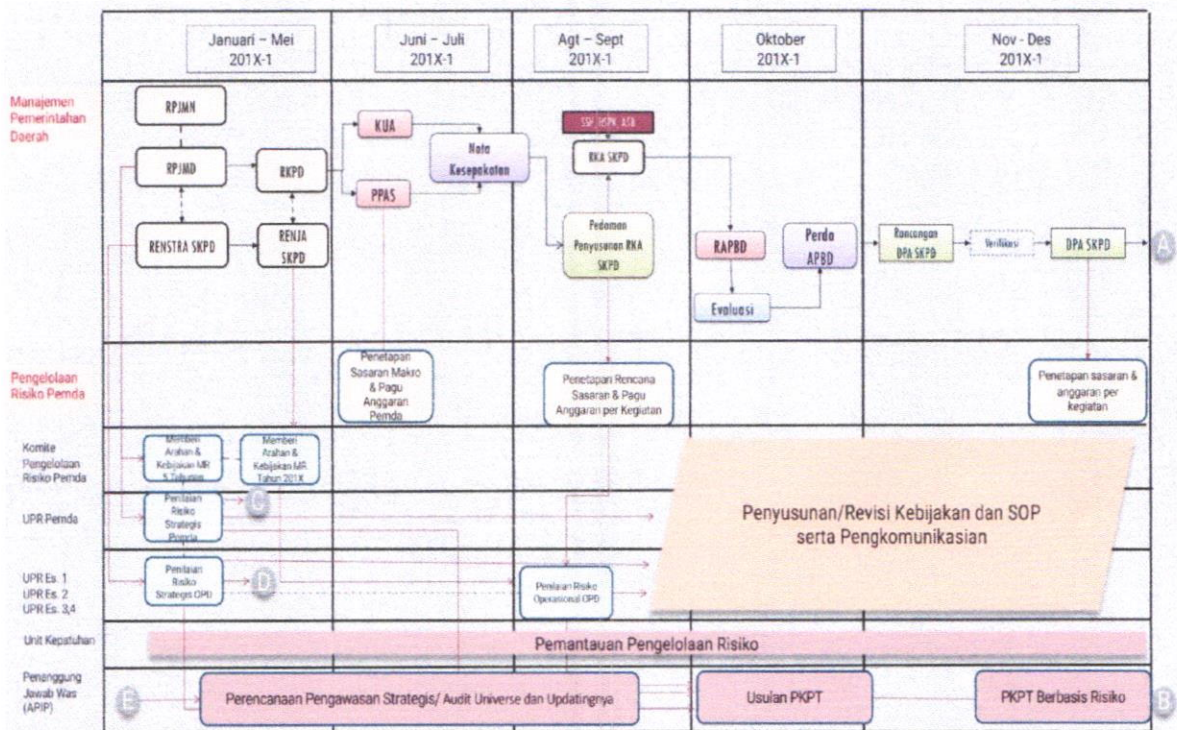 Januari – Mei
201X-1
Juni – Juli
201X-1
Agt – Sept
201X-1
Oktober
201X-1
Nov - Des
201X-1
Manajemen
Pemerintahan
Daerah
RPJMN
RPJMD
RKPD
RENSTRA SKPD
RENJA
SKPD
KUA
PPAS
Nota
Kesepakatan
SSH, HSPK, ASB
RKA SKPD
Pedoman
Penyusunan RKA
SKPD
RAPBD
Perda
APBD
Evaluasi
Rancangan
DPA SKPD
Verifikasi
DPA SKPD
A
Pengelolaan
Risiko Pemda
Penetapan
Sasaran Makro
& Pagu
Anggaran
Pemda
Penetapan Rencana
Sasaran & Pagu
Anggaran per Kegiatan
Penetapan sasaran &
anggaran per
kegiatan
Komite
Pengelolaan
Risiko Pemda
Memberi
Arahan &
Kebijakan MR
5 Tahunan
Memberi
Arahan &
Kebijakan MR
Tahun 201X
UPR Pemda
Penilaian
Risiko
Strategis
Pemda
C
Penyusunan/Revisi Kebijakan dan SOP
serta Pengkomunikasian
UPR Es. 1
UPR Es. 2
UPR Es. 3,4
Penilaian
Risiko
Strategis OPD
D
Penilaian Risiko
Operasional OPD
Unit Kepatuhan
Pemantauan Pengelolaan Risiko
Penanggung
Jawab Was
(APIP)
E
Perencanaan Pengawasan Strategis/ Audit Universe dan Updatingnya
Usulan PKPT
PKPT Berbasis Risiko
B